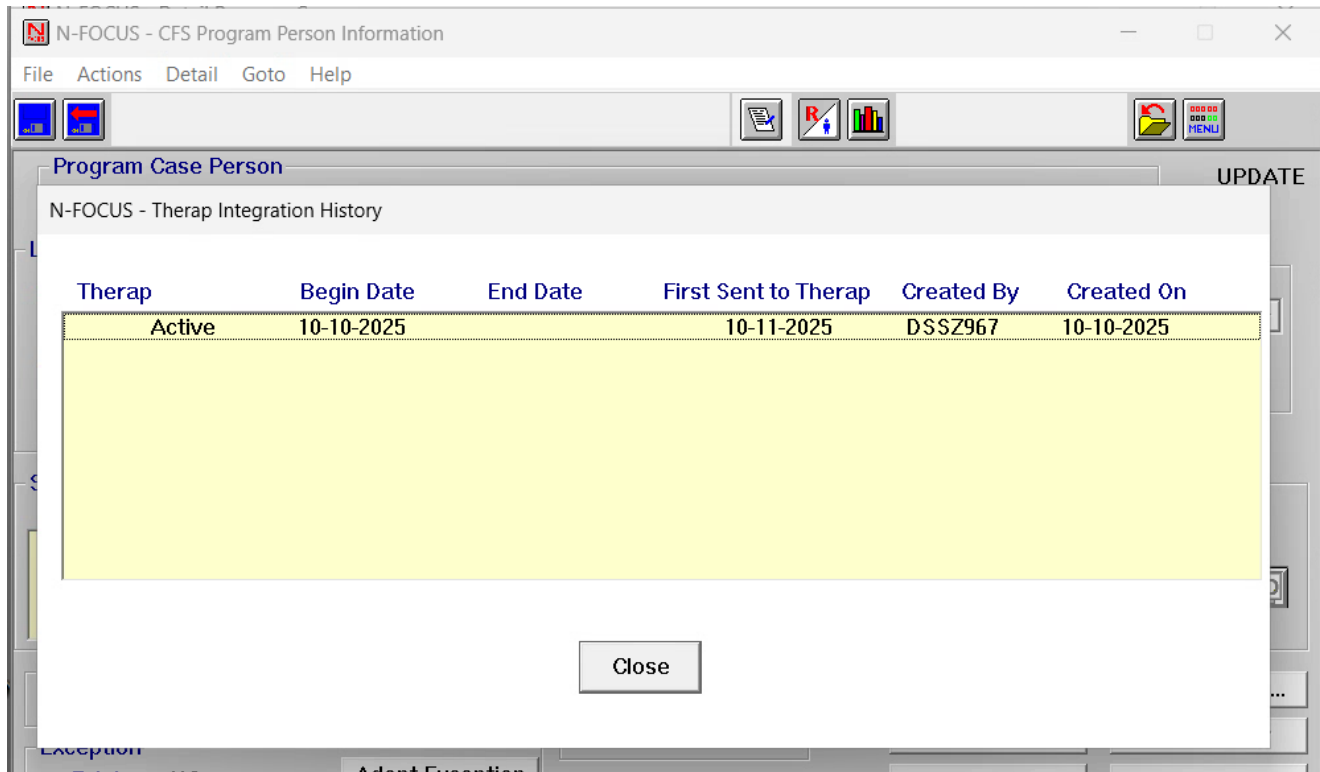 N-FOCUS - CFS Program Person Information
File Actions Detail Goto Help
R
MENU
Program Case Person
UPDATE
N-FOCUS - Therap Integration History
Therap Begin Date End Date First Sent to Therap Created By Created On
Active 10-10-2025 10-11-2025 DSSZ967 10-10-2025
Close
...
Exception
Adopt Exception